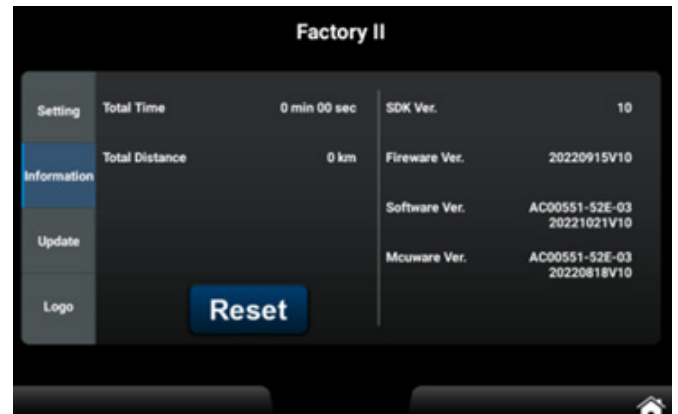 Factory II
Setting
Information
Update
Logo
Total Time 0 min 00 sec
Total Distance 0 km
Reset
SDK Ver. 10
Fireware Ver. 20220915V10
Software Ver. AC00551-52E-03
20221021V10
Mcuware Ver. AC00551-52E-03
20220818V10